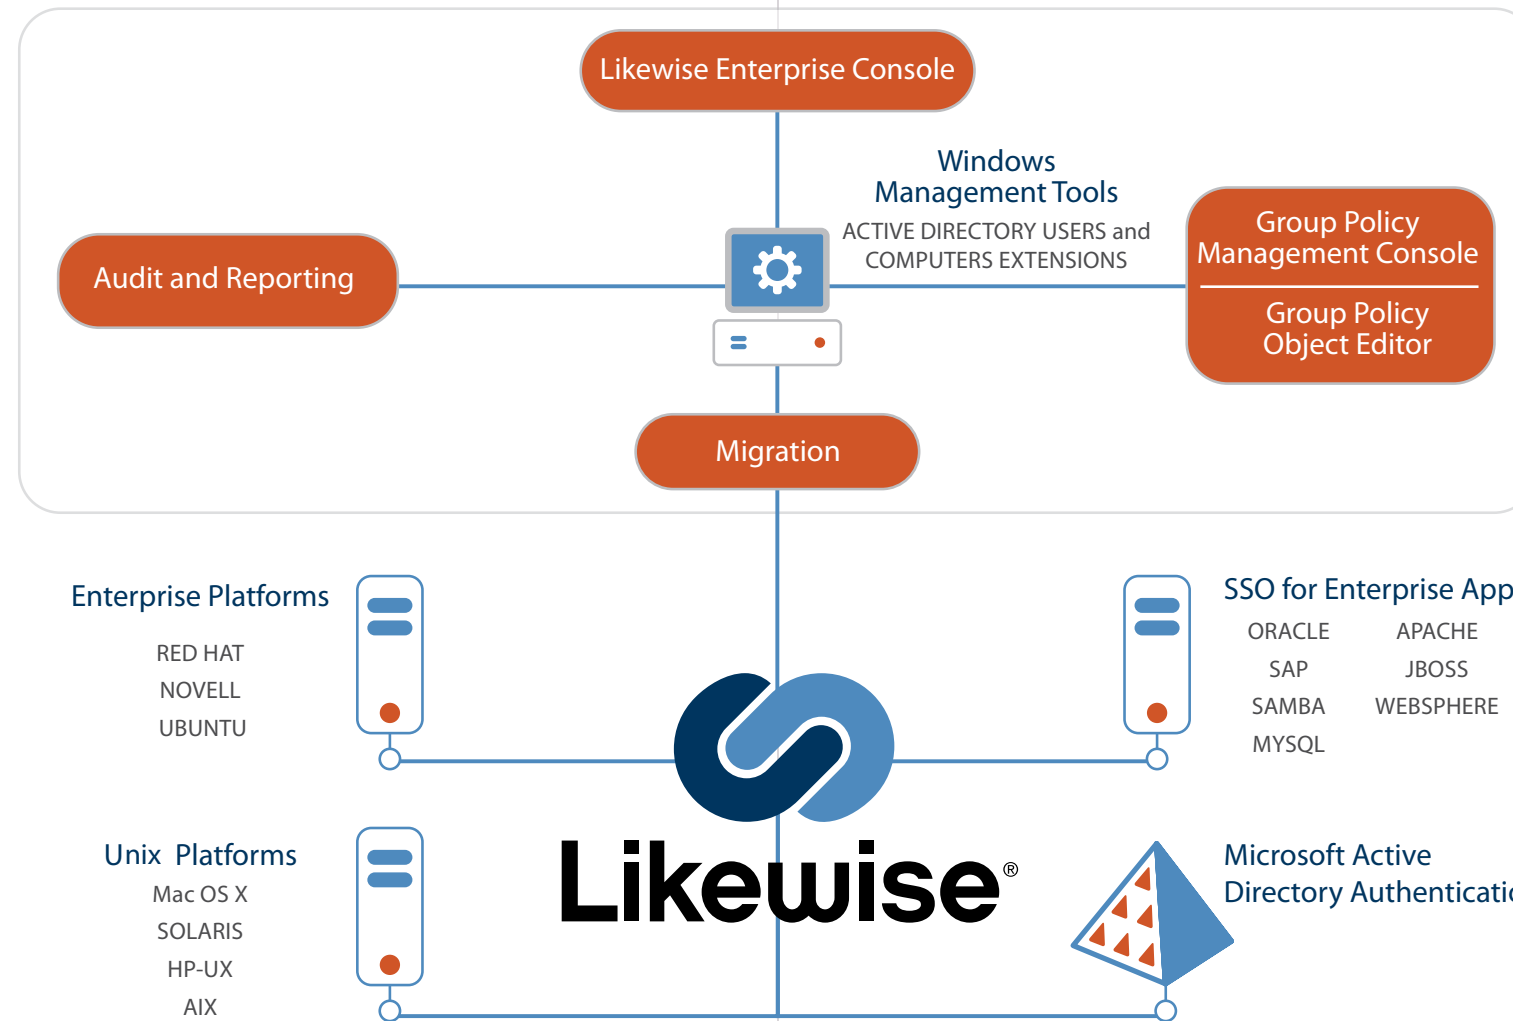 Likewise Enterprise Console
Windows
Management Tools
ACTIVE DIRECTORY USERS and
COMPUTERS EXTENSIONS
Audit and Reporting
Group Policy
Management Console
Group Policy
Object Editor
Migration
Enterprise Platforms
RED HAT
NOVELL
UBUNTU
SSO for Enterprise App
ORACLE APACHE
SAP JBOSS
SAMBA WEBSPHERE
MYSQL
Likewise®
Unix Platforms
Mac OS X
SOLARIS
HP-UX
AIX
Microsoft Active
Directory Authenticatio